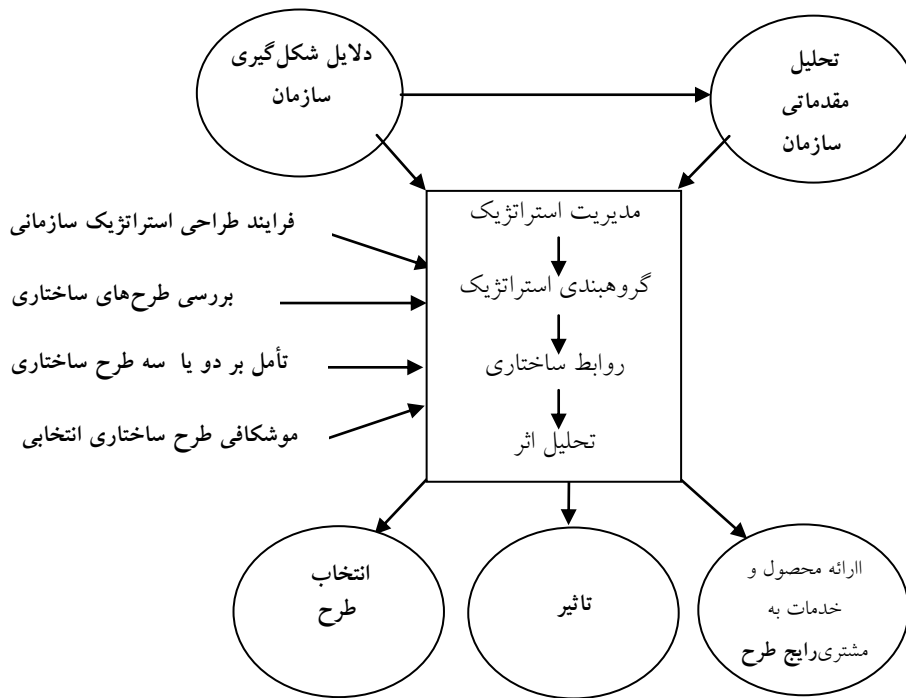 دلایل شکل‌گیری
سازمان
تحلیل
مقدماتی
سازمان
مدیریت استراتژیک
گروهبندی استراتژیک
روابط ساختاری
تحلیل اثر
فرایند طراحی استراتژیک سازمانی
بررسی طرح‌های ساختاری
تأمل بر دو یا سه طرح ساختاری
موشکافی طرح ساختاری انتخابی
انتخاب
طرح
تاثیر
اارائه محصول و
خدمات به
مشتری‌رایج طرح